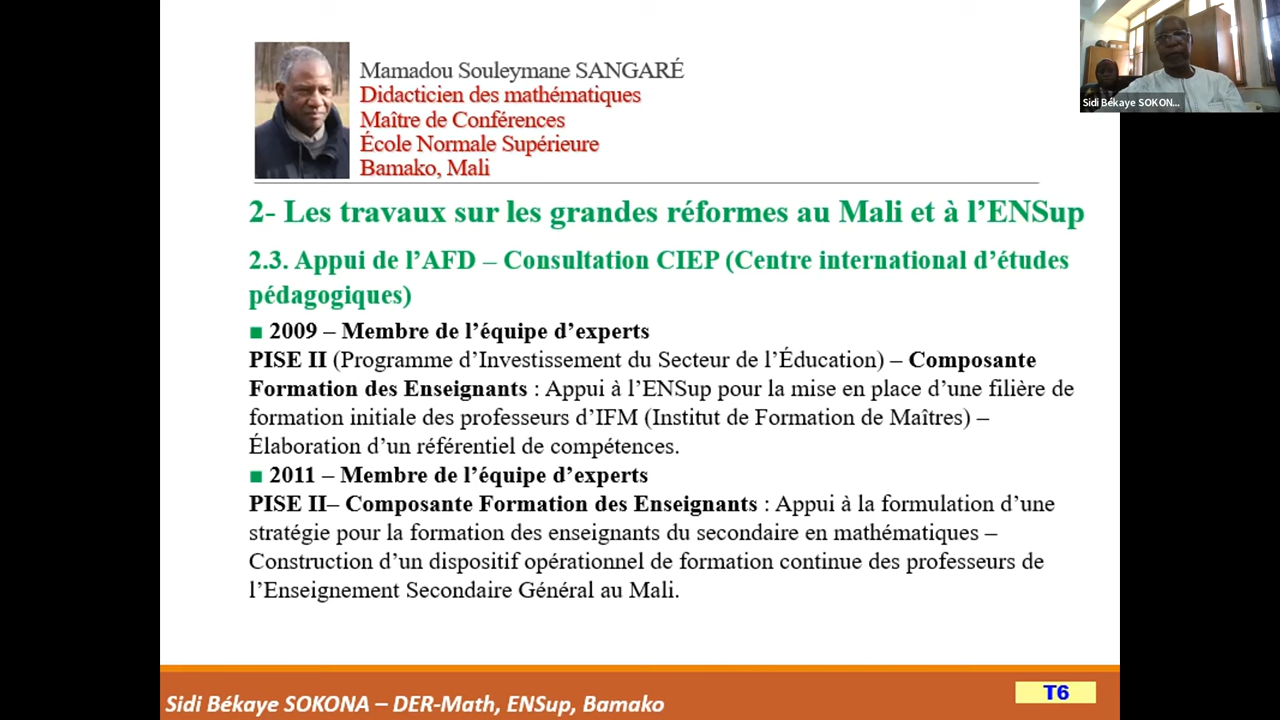 Mamadou Souleymane SANGARÉ
Didacticien des mathématiques
Maître de Conférences
École Normale Supérieure
Bamako, Mali
Sidi Békaye SOKON...
2- Les travaux sur les grandes réformes au Mali et à l’ENSup
2.3. Appui de l’AFD – Consultation CIEP (Centre international d’études
pédagogiques)
■ 2009 – Membre de l’équipe d’experts
PISE II (Programme d’Investissement du Secteur de l’Éducation) – Composante
Formation des Enseignants : Appui à l’ENSup pour la mise en place d’une filière de
formation initiale des professeurs d’IFM (Institut de Formation de Maîtres) –
Élaboration d’un référentiel de compétences.
■ 2011 – Membre de l’équipe d’experts
PISE II– Composante Formation des Enseignants : Appui à la formulation d’une
stratégie pour la formation des enseignants du secondaire en mathématiques –
Construction d’un dispositif opérationnel de formation continue des professeurs de
l’Enseignement Secondaire Général au Mali.
Sidi Békaye SOKONA – DER-Math, ENSup, Bamako
T6